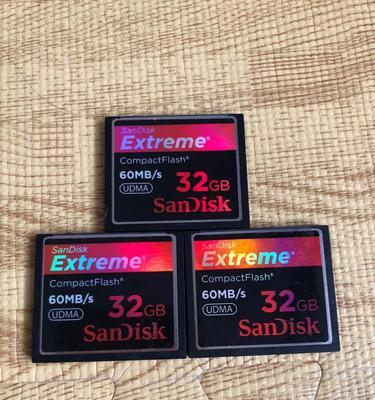 SanDisk
Extreme®
CompactFlash®
60MB/s
UDMA
32GB
SanDisk
SanDisk
Extreme®
CompactFlash®
60MB/s
UDMA
32GB
SanDisk
SanDisk
Extreme®
CompactFlash®
60MB/s
UDMA
32GB
SanDisk